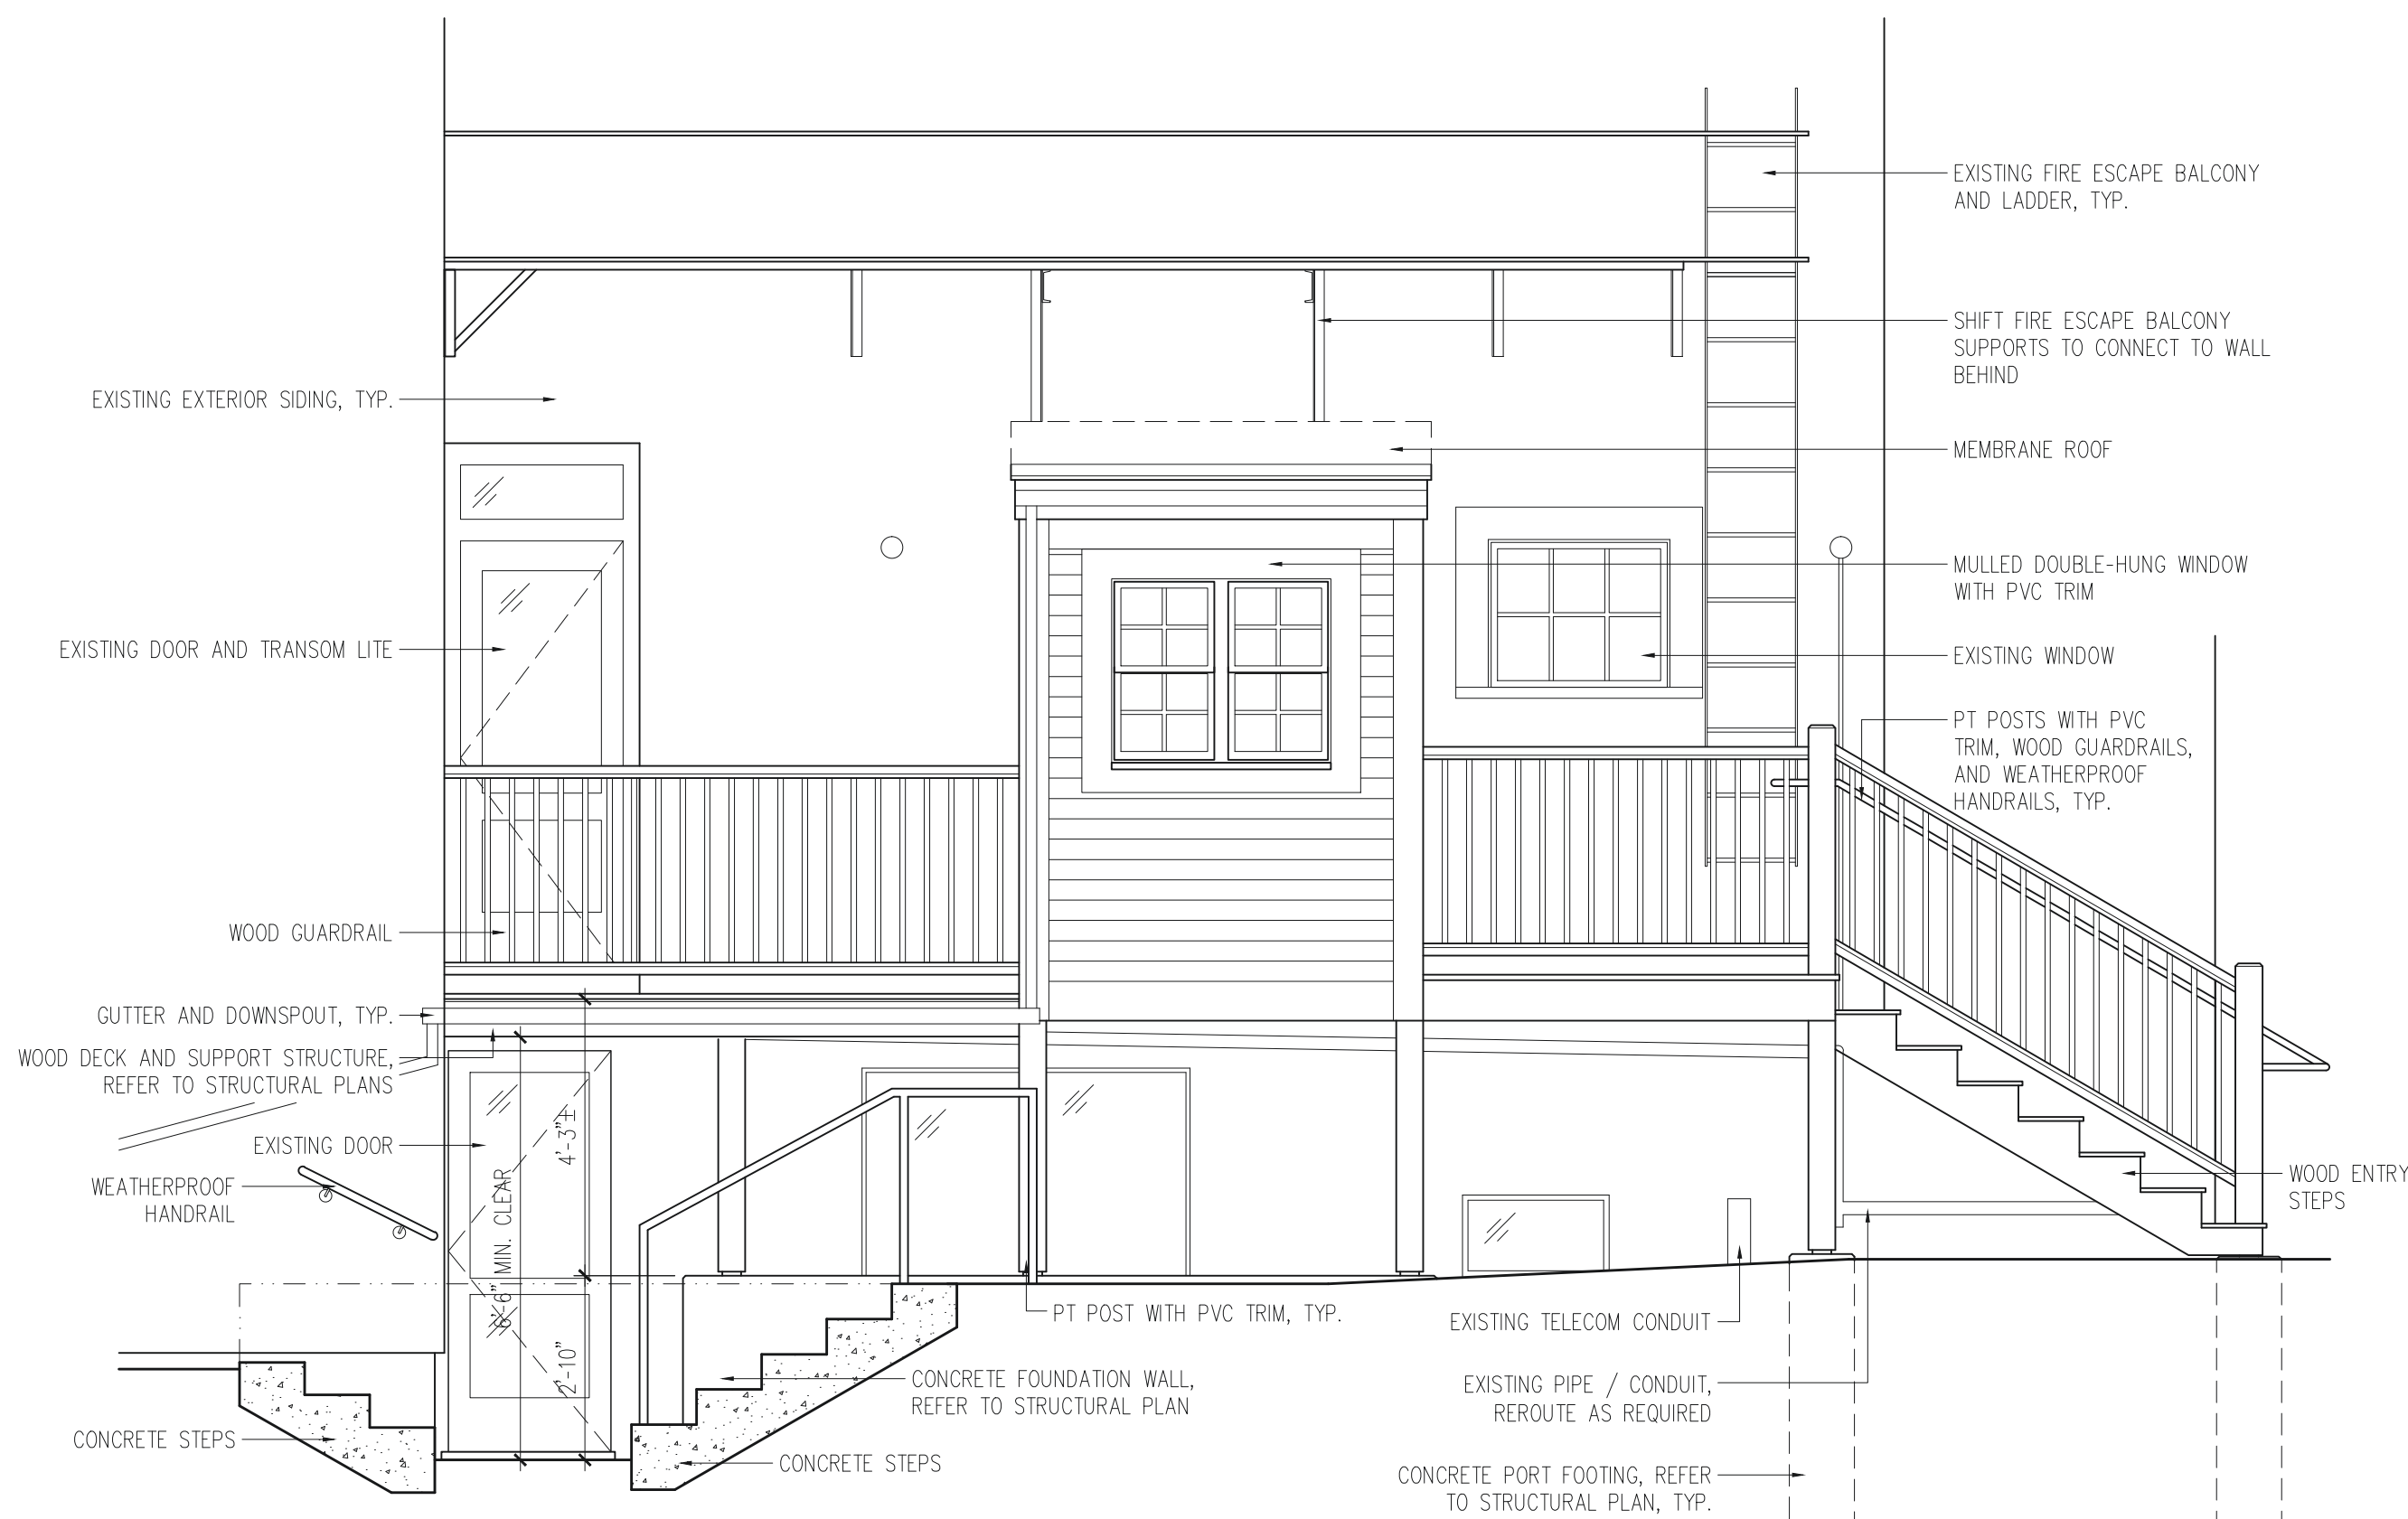 EXISTING FIRE ESCAPE BALCONY
AND LADDER, TYP.
SHIFT FIRE ESCAPE BALCONY
SUPPORTS TO CONNECT TO WALL
BEHIND
EXISTING EXTERIOR SIDING, TYP.
MEMBRANE ROOF
MULLED DOUBLE-HUNG WINDOW
WITH PVC TRIM
EXISTING DOOR AND TRANSOM LITE
EXISTING WINDOW
PT POSTS WITH PVC
TRIM, WOOD GUARDRAILS,
AND WEATHERPROOF
HANDRAILS, TYP.
WOOD GUARDRAIL
GUTTER AND DOWNSPOUT, TYP.
WOOD DECK AND SUPPORT STRUCTURE,
REFER TO STRUCTURAL PLANS
EXISTING DOOR
WEATHERPROOF
HANDRAIL
4'-3"±
6'-6" MIN. CLEAR
2'-10"
WOOD ENTRY
STEPS
PT POST WITH PVC TRIM, TYP.
EXISTING TELECOM CONDUIT
CONCRETE FOUNDATION WALL,
REFER TO STRUCTURAL PLAN
EXISTING PIPE / CONDUIT,
REROUTE AS REQUIRED
CONCRETE STEPS
CONCRETE STEPS
CONCRETE PORT FOOTING, REFER
TO STRUCTURAL PLAN, TYP.